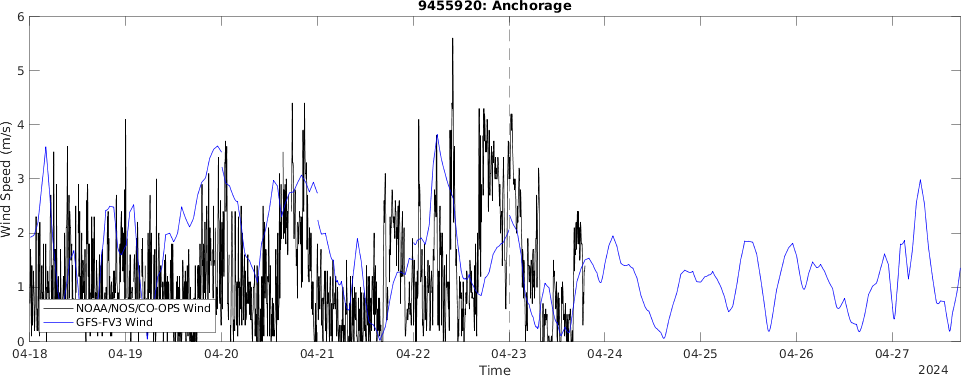 9455920: Anchorage
6
5
4
3
2
1
0
Wind Speed (m/s)
NOAA/NOS/CO-OPS Wind
GFS-FV3 Wind
04-18 04-19 04-20 04-21 04-22 04-23 04-24 04-25 04-26 04-27
Time
2024